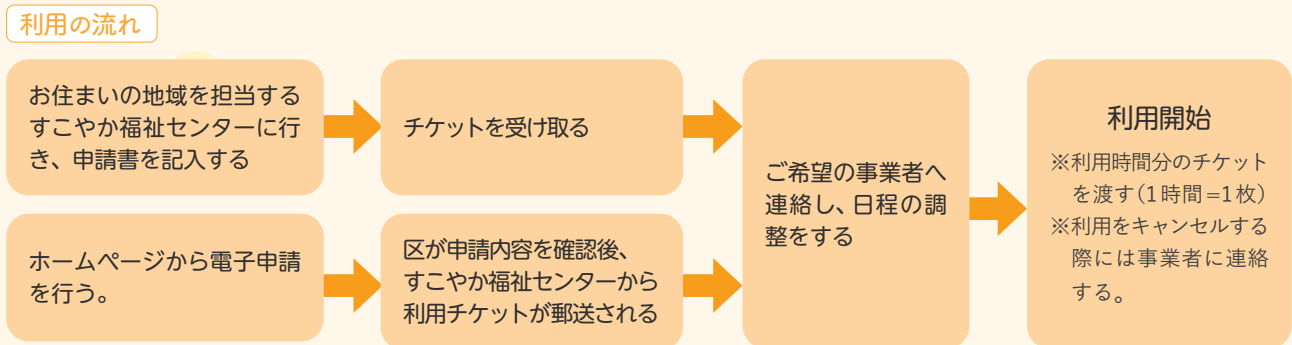 利用の流れ
お住まいの地域を担当する
すこやか福祉センターに行
き、申請書を記入する
チケットを受け取る
ホームページから電子申請
を行う。
区が申請内容を確認後、
すこやか福祉センターから
利用チケットが郵送される
ご希望の事業者へ
連絡し、日程の調
整をする
利用開始
※利用時間分のチケット
を渡す(1時間=1枚)
※利用をキャンセルする
際には事業者に連絡
する。